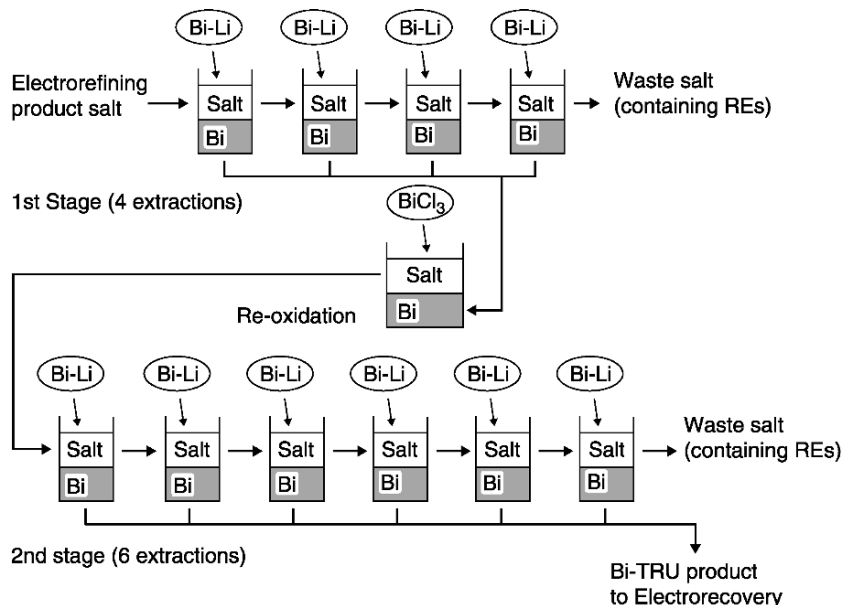 Bi-Li Bi-Li Bi-Li Bi-Li
Electrorefining
product salt
Salt Salt Salt Salt
Waste salt
(containing REs)
Bi Bi Bi Bi
1st Stage (4 extractions)
BiCl₃
Salt
Re-oxidation
Bi
Bi-Li Bi-Li Bi-Li Bi-Li Bi-Li Bi-Li
Salt Salt Salt Salt Salt Salt
Waste salt
(containing REs)
Bi Bi Bi Bi Bi Bi
2nd stage (6 extractions)
Bi-TRU product
to Electrorecovery